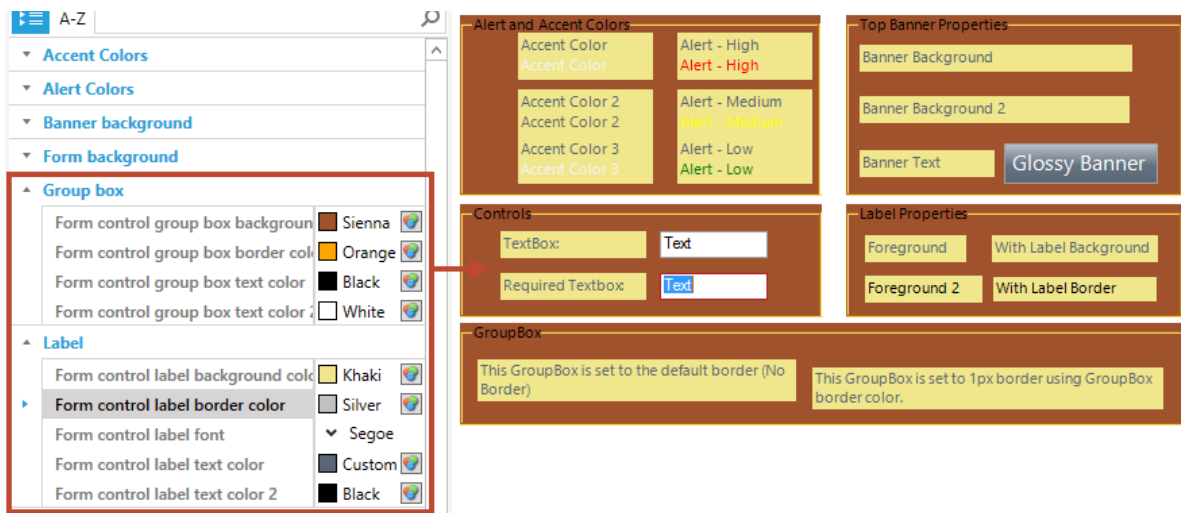 A-Z
Accent Colors
Alert Colors
Banner background
Form background
Group box
Form control group box backgroun
Sienna
Form control group box border colo
Orange
Form control group box text color
Black
Form control group box text color 2
White
Label
Form control label background colo
Khaki
Form control label border color
Silver
Form control label font
Segoe
Form control label text color
Custom
Form control label text color 2
Black
Alert and Accent Colors
Accent Color
Accent Color
Alert - High
Alert - High
Accent Color 2
Accent Color 2
Alert - Medium
Alert - Medium
Accent Color 3
Accent Color 3
Alert - Low
Alert - Low
Top Banner Properties
Banner Background
Banner Background 2
Banner Text
Glossy Banner
Controls
TextBox:
Text
Required Textbox:
Text
Label Properties
Foreground
With Label Background
Foreground 2
With Label Border
GroupBox
This GroupBox is set to the default border (No
Border)
This GroupBox is set to 1px border using GroupBox
border color.